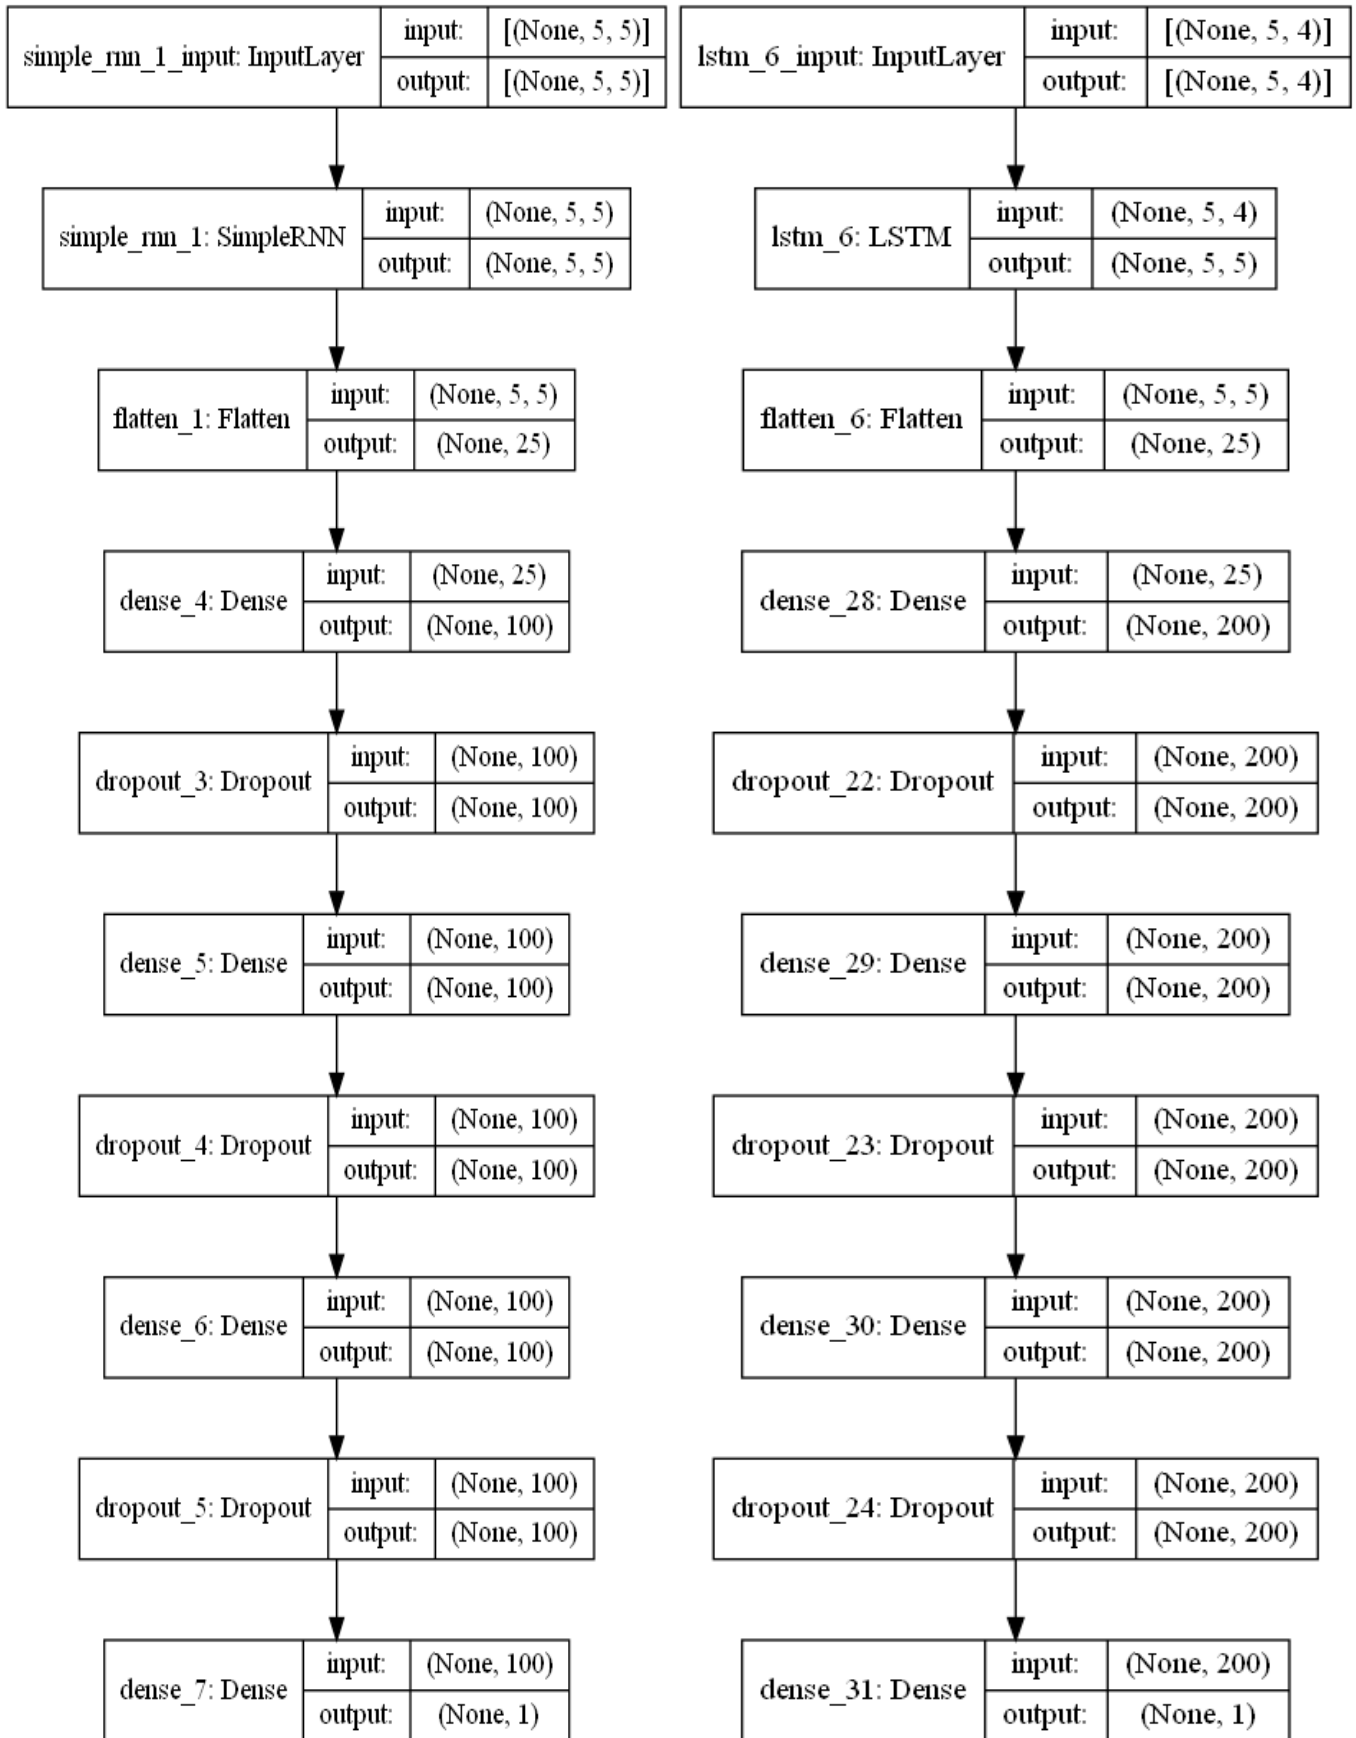 simple_rnn_1_input: InputLayer
input: [(None, 5, 5)]
output: [(None, 5, 5)]
simple_rnn_1: SimpleRNN
input: (None, 5, 5)
output: (None, 5, 5)
flatten_1: Flatten
input: (None, 5, 5)
output: (None, 25)
dense_4: Dense
input: (None, 25)
output: (None, 100)
dropout_3: Dropout
input: (None, 100)
output: (None, 100)
dense_5: Dense
input: (None, 100)
output: (None, 100)
dropout_4: Dropout
input: (None, 100)
output: (None, 100)
dense_6: Dense
input: (None, 100)
output: (None, 100)
dropout_5: Dropout
input: (None, 100)
output: (None, 100)
dense_7: Dense
input: (None, 100)
output: (None, 1)
lstm_6_input: InputLayer
input: [(None, 5, 4)]
output: [(None, 5, 4)]
lstm_6: LSTM
input: (None, 5, 4)
output: (None, 5, 5)
flatten_6: Flatten
input: (None, 5, 5)
output: (None, 25)
dense_28: Dense
input: (None, 25)
output: (None, 200)
dropout_22: Dropout
input: (None, 200)
output: (None, 200)
dense_29: Dense
input: (None, 200)
output: (None, 200)
dropout_23: Dropout
input: (None, 200)
output: (None, 200)
dense_30: Dense
input: (None, 200)
output: (None, 200)
dropout_24: Dropout
input: (None, 200)
output: (None, 200)
dense_31: Dense
input: (None, 200)
output: (None, 1)